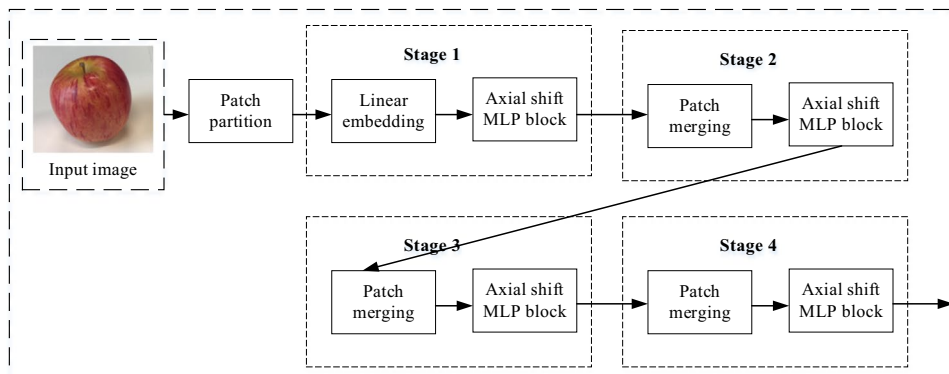 Input image
Patch
partition
Stage 1
Linear
embedding
Axial shift
MLP block
Stage 2
Patch
merging
Axial shift
MLP block
Stage 3
Patch
merging
Axial shift
MLP block
Stage 4
Patch
merging
Axial shift
MLP block